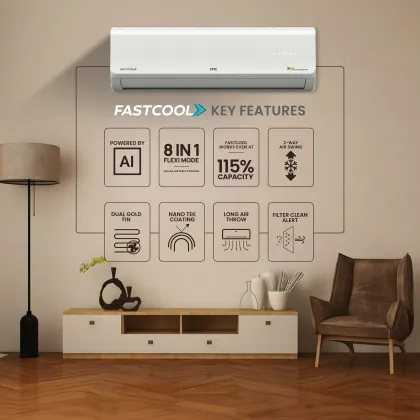 FASTCOOL KEY FEATURES
POWERED BY
AI
8 IN 1
FLEXI MODE
FASTCOOL
WORKS EVEN AT
115%
CAPACITY
2-WAY
AIR SWING
DUAL GOLD
FIN
NANO TEK
COATING
LONG AIR
THROW
FILTER CLEAN
ALERT